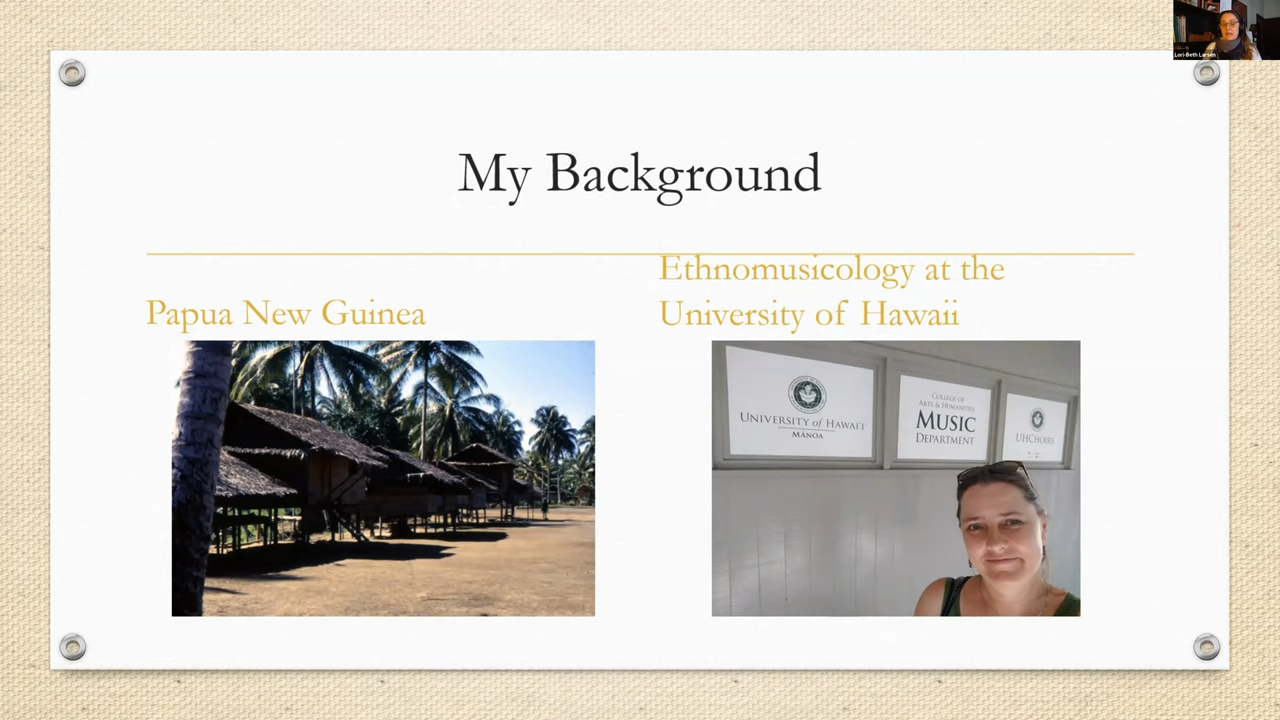 Lori-Beth Larsen
My Background
Papua New Guinea
Ethnomusicology at the
University of Hawaii
UNIVERSITY of HAWAI'I
MĀNOA
COLLEGE OF
ARTS & HUMANITIES
MUSIC
DEPARTMENT
UHCHOIRS